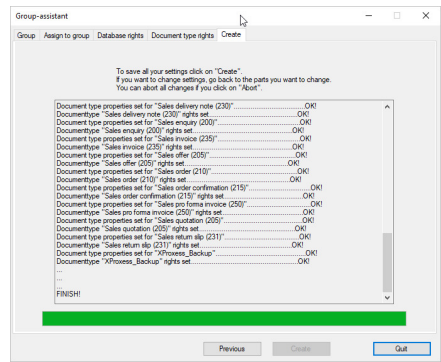 Group-assistant
Group Assign to group Database rights Document type rights Create
To save all your settings click on "Create".
If you want to change settings, go back to the parts you want to change.
You can abort all changes if you click on "Abort".
Document type properties set for "Sales delivery note (230)"..............................OK!
Documenttype "Sales delivery note (230)" rights set..............................OK!
Document type properties set for "Sales enquiry (200)"..............................OK!
Documenttype "Sales enquiry (200)" rights set..............................OK!
Document type properties set for "Sales invoice (235)"..............................OK!
Documenttype "Sales invoice (235)" rights set..............................OK!
Document type properties set for "Sales offer (205)"..............................OK!
Documenttype "Sales offer (205)" rights set..............................OK!
Document type properties set for "Sales order (210)"..............................OK!
Documenttype "Sales order (210)" rights set..............................OK!
Document type properties set for "Sales order confirmation (215)"..............................OK!
Documenttype "Sales order confirmation (215)" rights set..............................OK!
Document type properties set for "Sales pro forma invoice (250)"..............................OK!
Documenttype "Sales pro forma invoice (250)" rights set..............................OK!
Document type properties set for "Sales quotation (205)"..............................OK!
Documenttype "Sales quotation (205)" rights set..............................OK!
Document type properties set for "Sales return slip (231)"..............................OK!
Documenttype "Sales return slip (231)" rights set..............................OK!
Document type properties set for "XProxess_Backup"..............................OK!
Documenttype "XProxess_Backup" rights set..............................OK!
...
...
...
FINISH!
Previous Create Quit